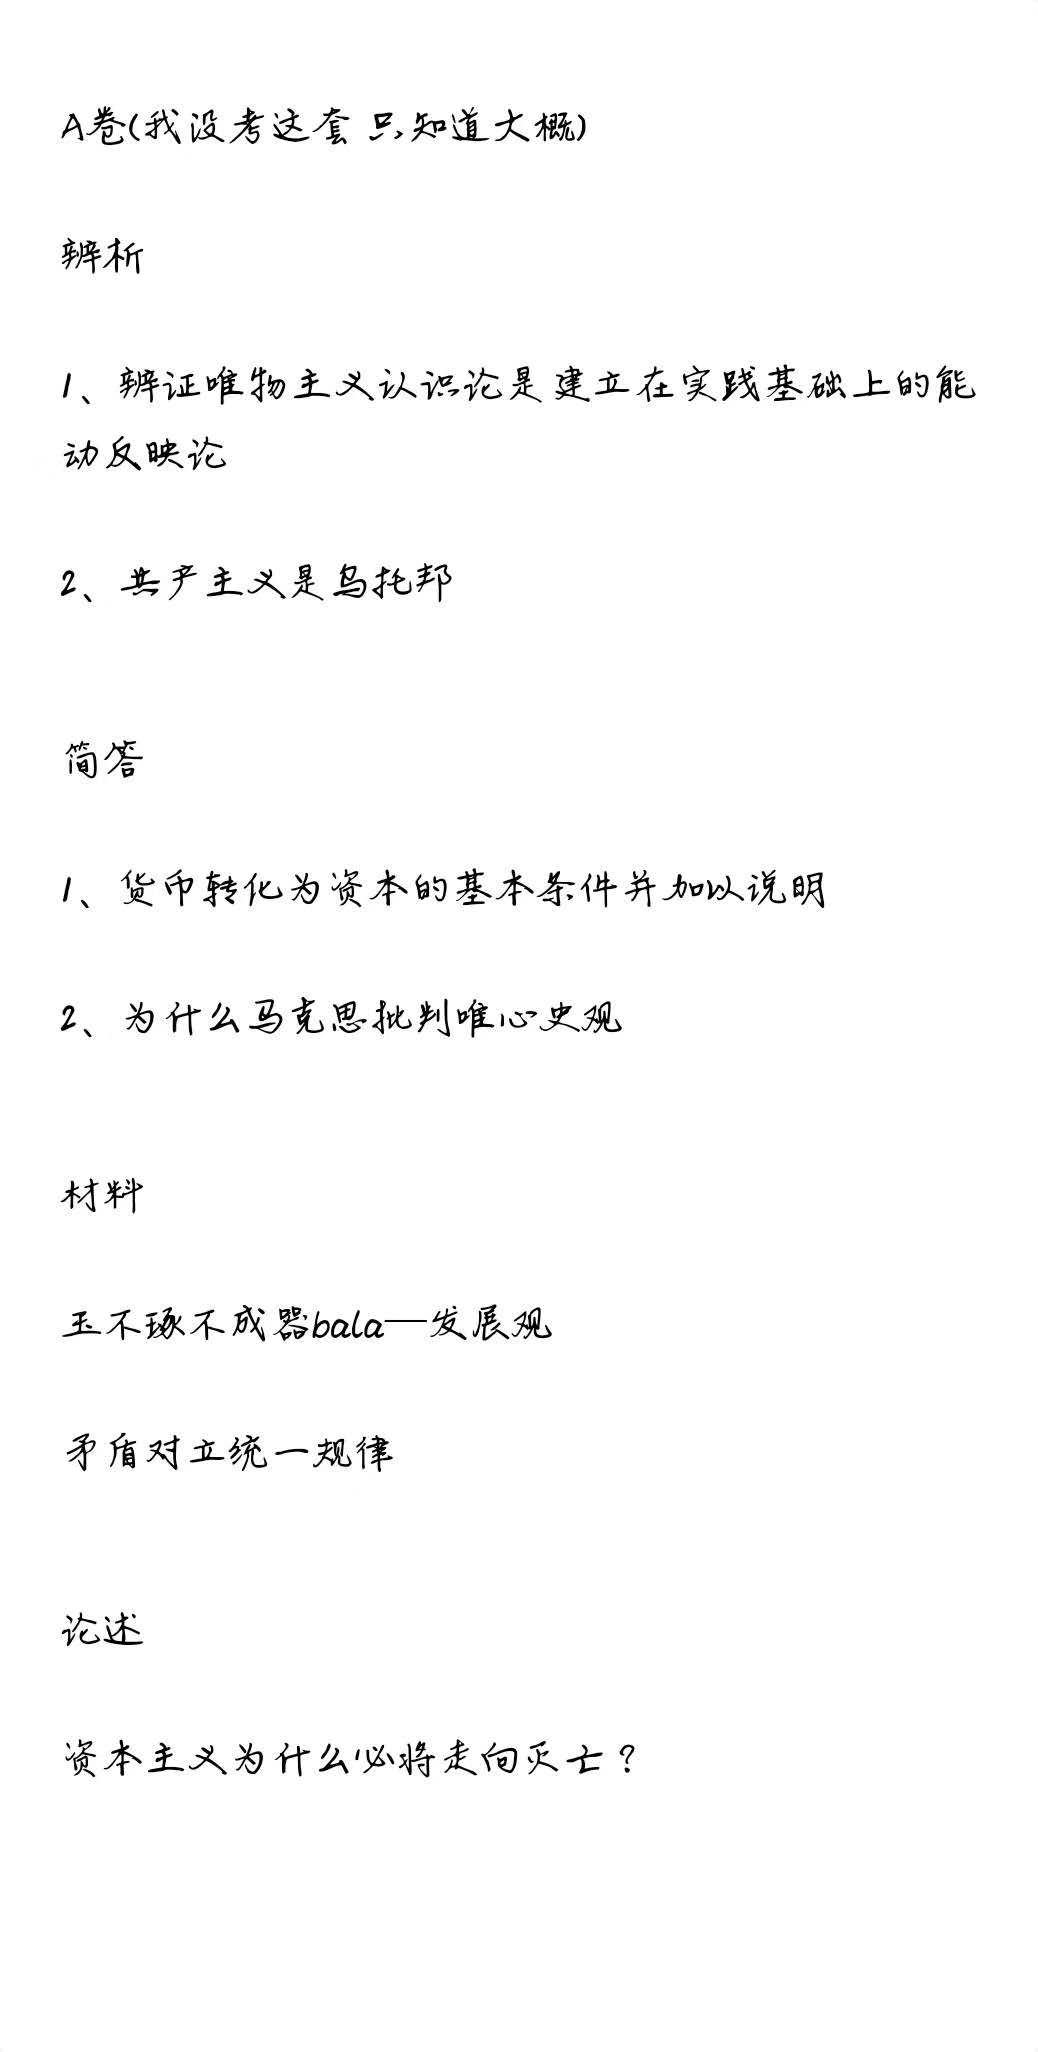 A卷(我没考这套 只知道大概)
辨析
1、辨证唯物主义认识论是建立在实践基础上的能
动反映论
2、共产主义是乌托邦
简答
1、货币转化为资本的基本条件并加以说明
2、为什么马克思批判唯心史观
材料
玉不琢不成器bala—发展观
矛盾对立统一规律
论述
资本主义为什么必将走向灭亡？